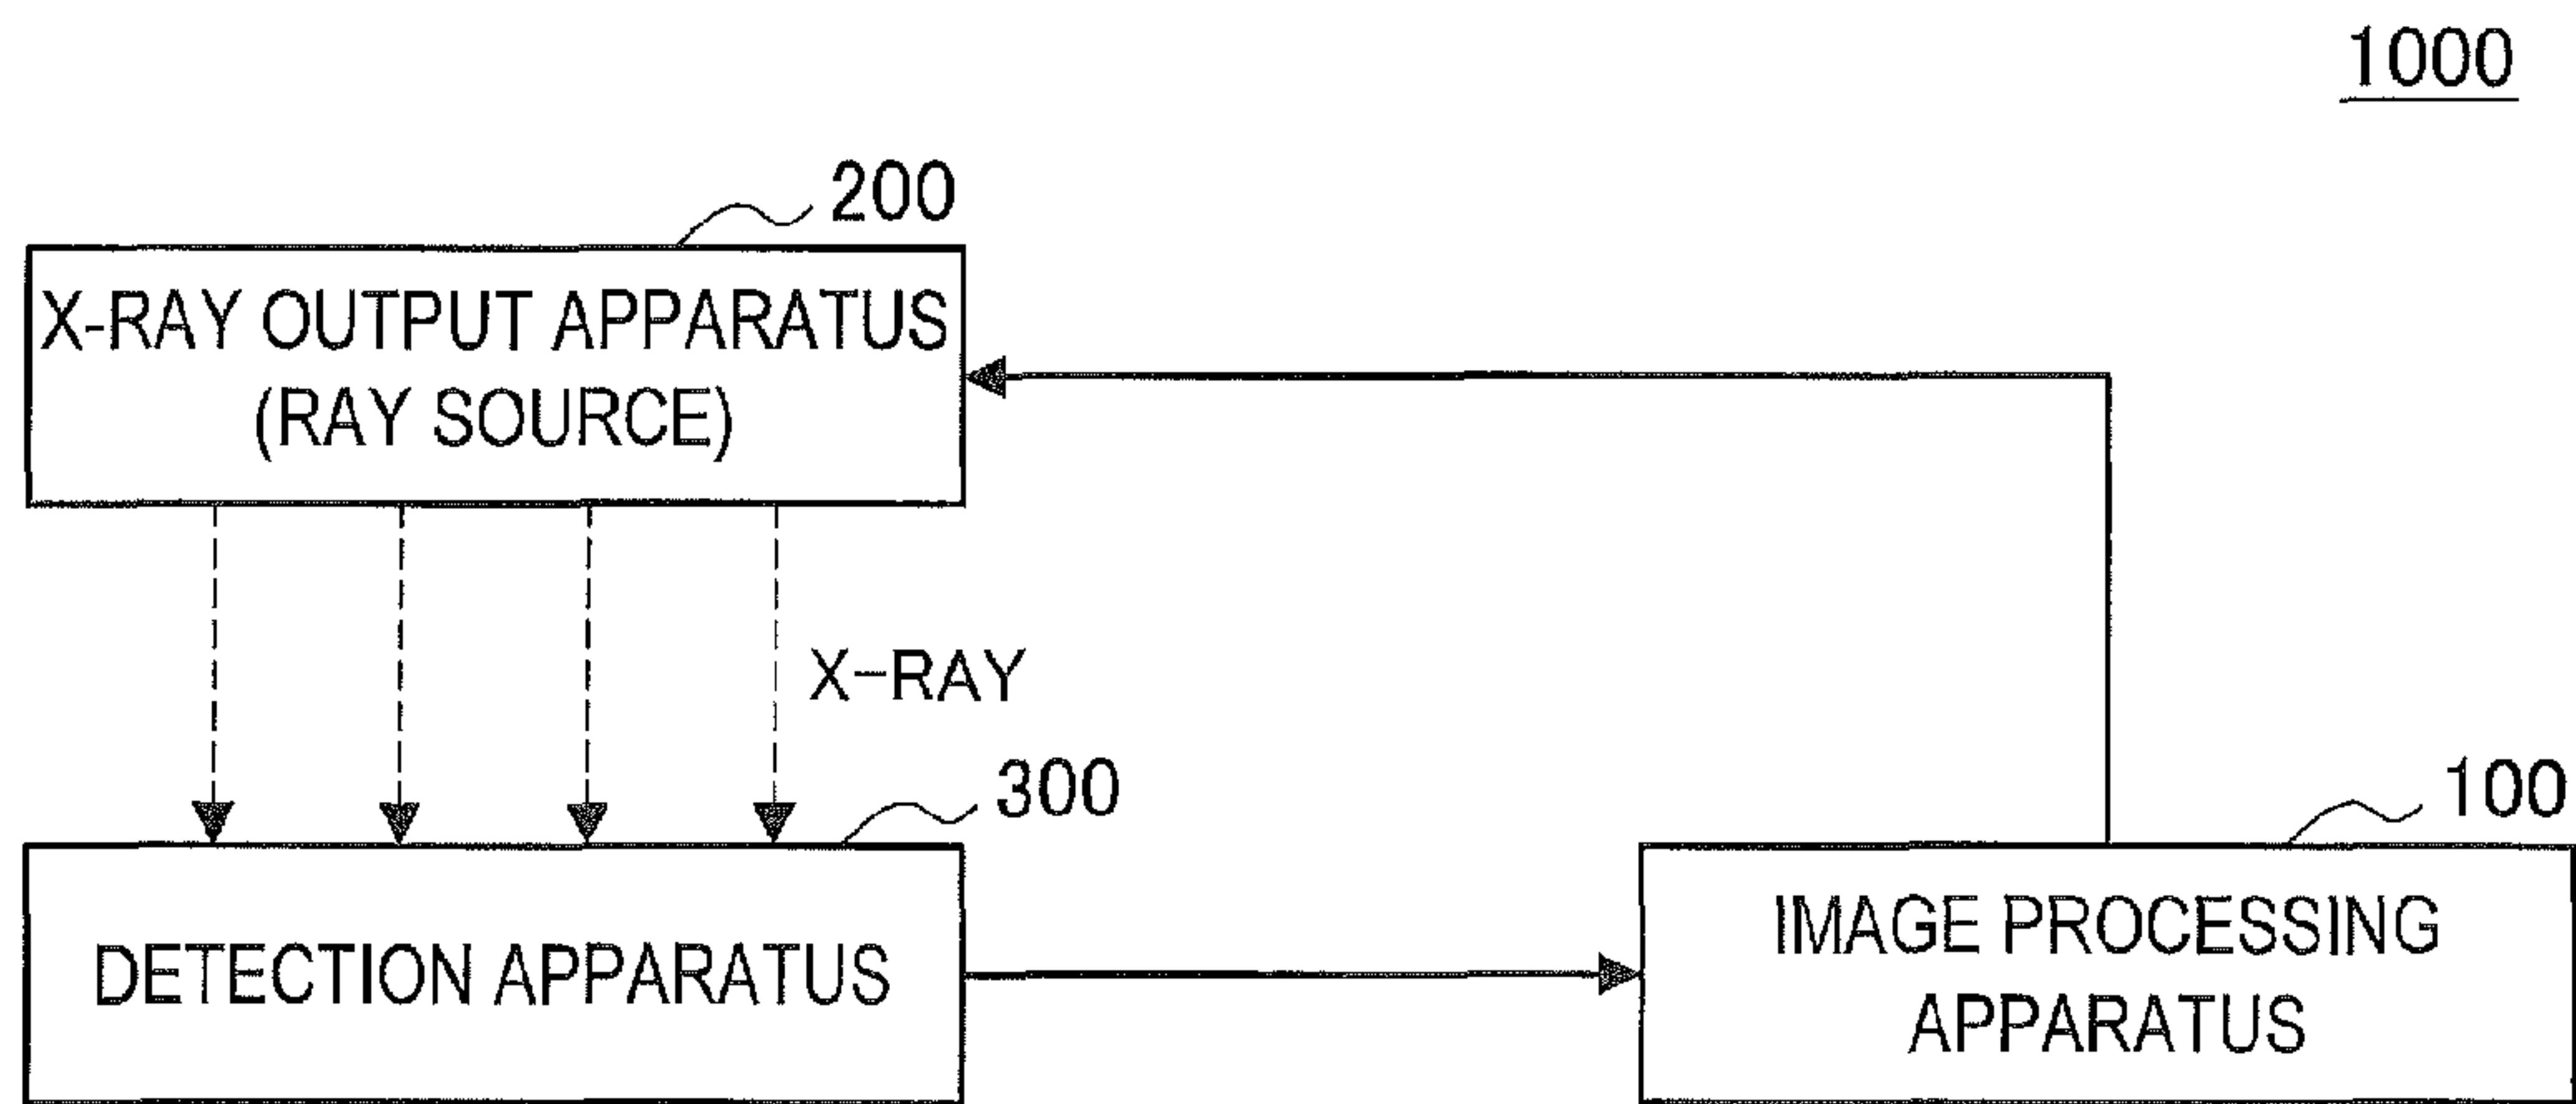 1000
200
X-RAY OUTPUT APPARATUS
(RAY SOURCE)
X-RAY
300
100
DETECTION APPARATUS
IMAGE PROCESSING
APPARATUS